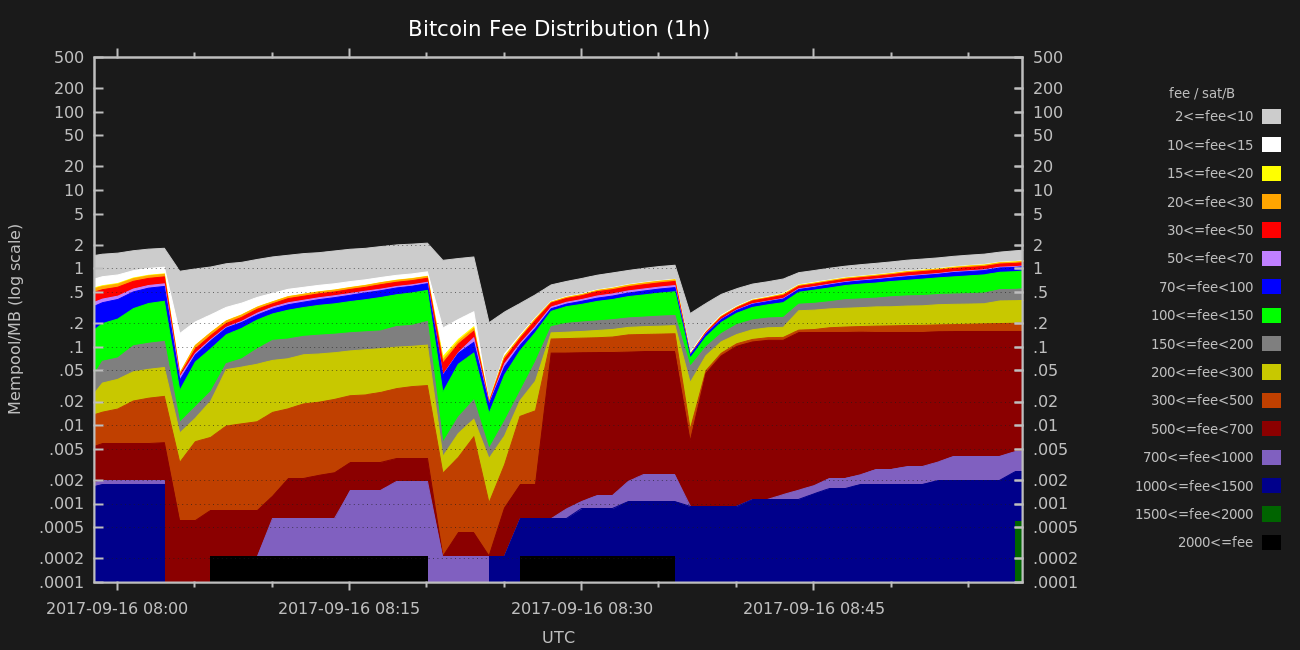 Bitcoin Fee Distribution (1h)
500
200
100
50
20
10
5
2
1
.5
.2
.1
.05
.02
.01
.005
.002
.001
.0005
.0002
.0001
Mempool/MB (log scale)
500
200
100
50
20
10
5
2
1
.5
.2
.1
.05
.02
.01
.005
.002
.001
.0005
.0002
.0001
2017-09-16 08:00
2017-09-16 08:15
2017-09-16 08:30
2017-09-16 08:45
UTC
fee / sat/B
2<=fee<10
10<=fee<15
15<=fee<20
20<=fee<30
30<=fee<50
50<=fee<70
70<=fee<100
100<=fee<150
150<=fee<200
200<=fee<300
300<=fee<500
500<=fee<700
700<=fee<1000
1000<=fee<1500
1500<=fee<2000
2000<=fee